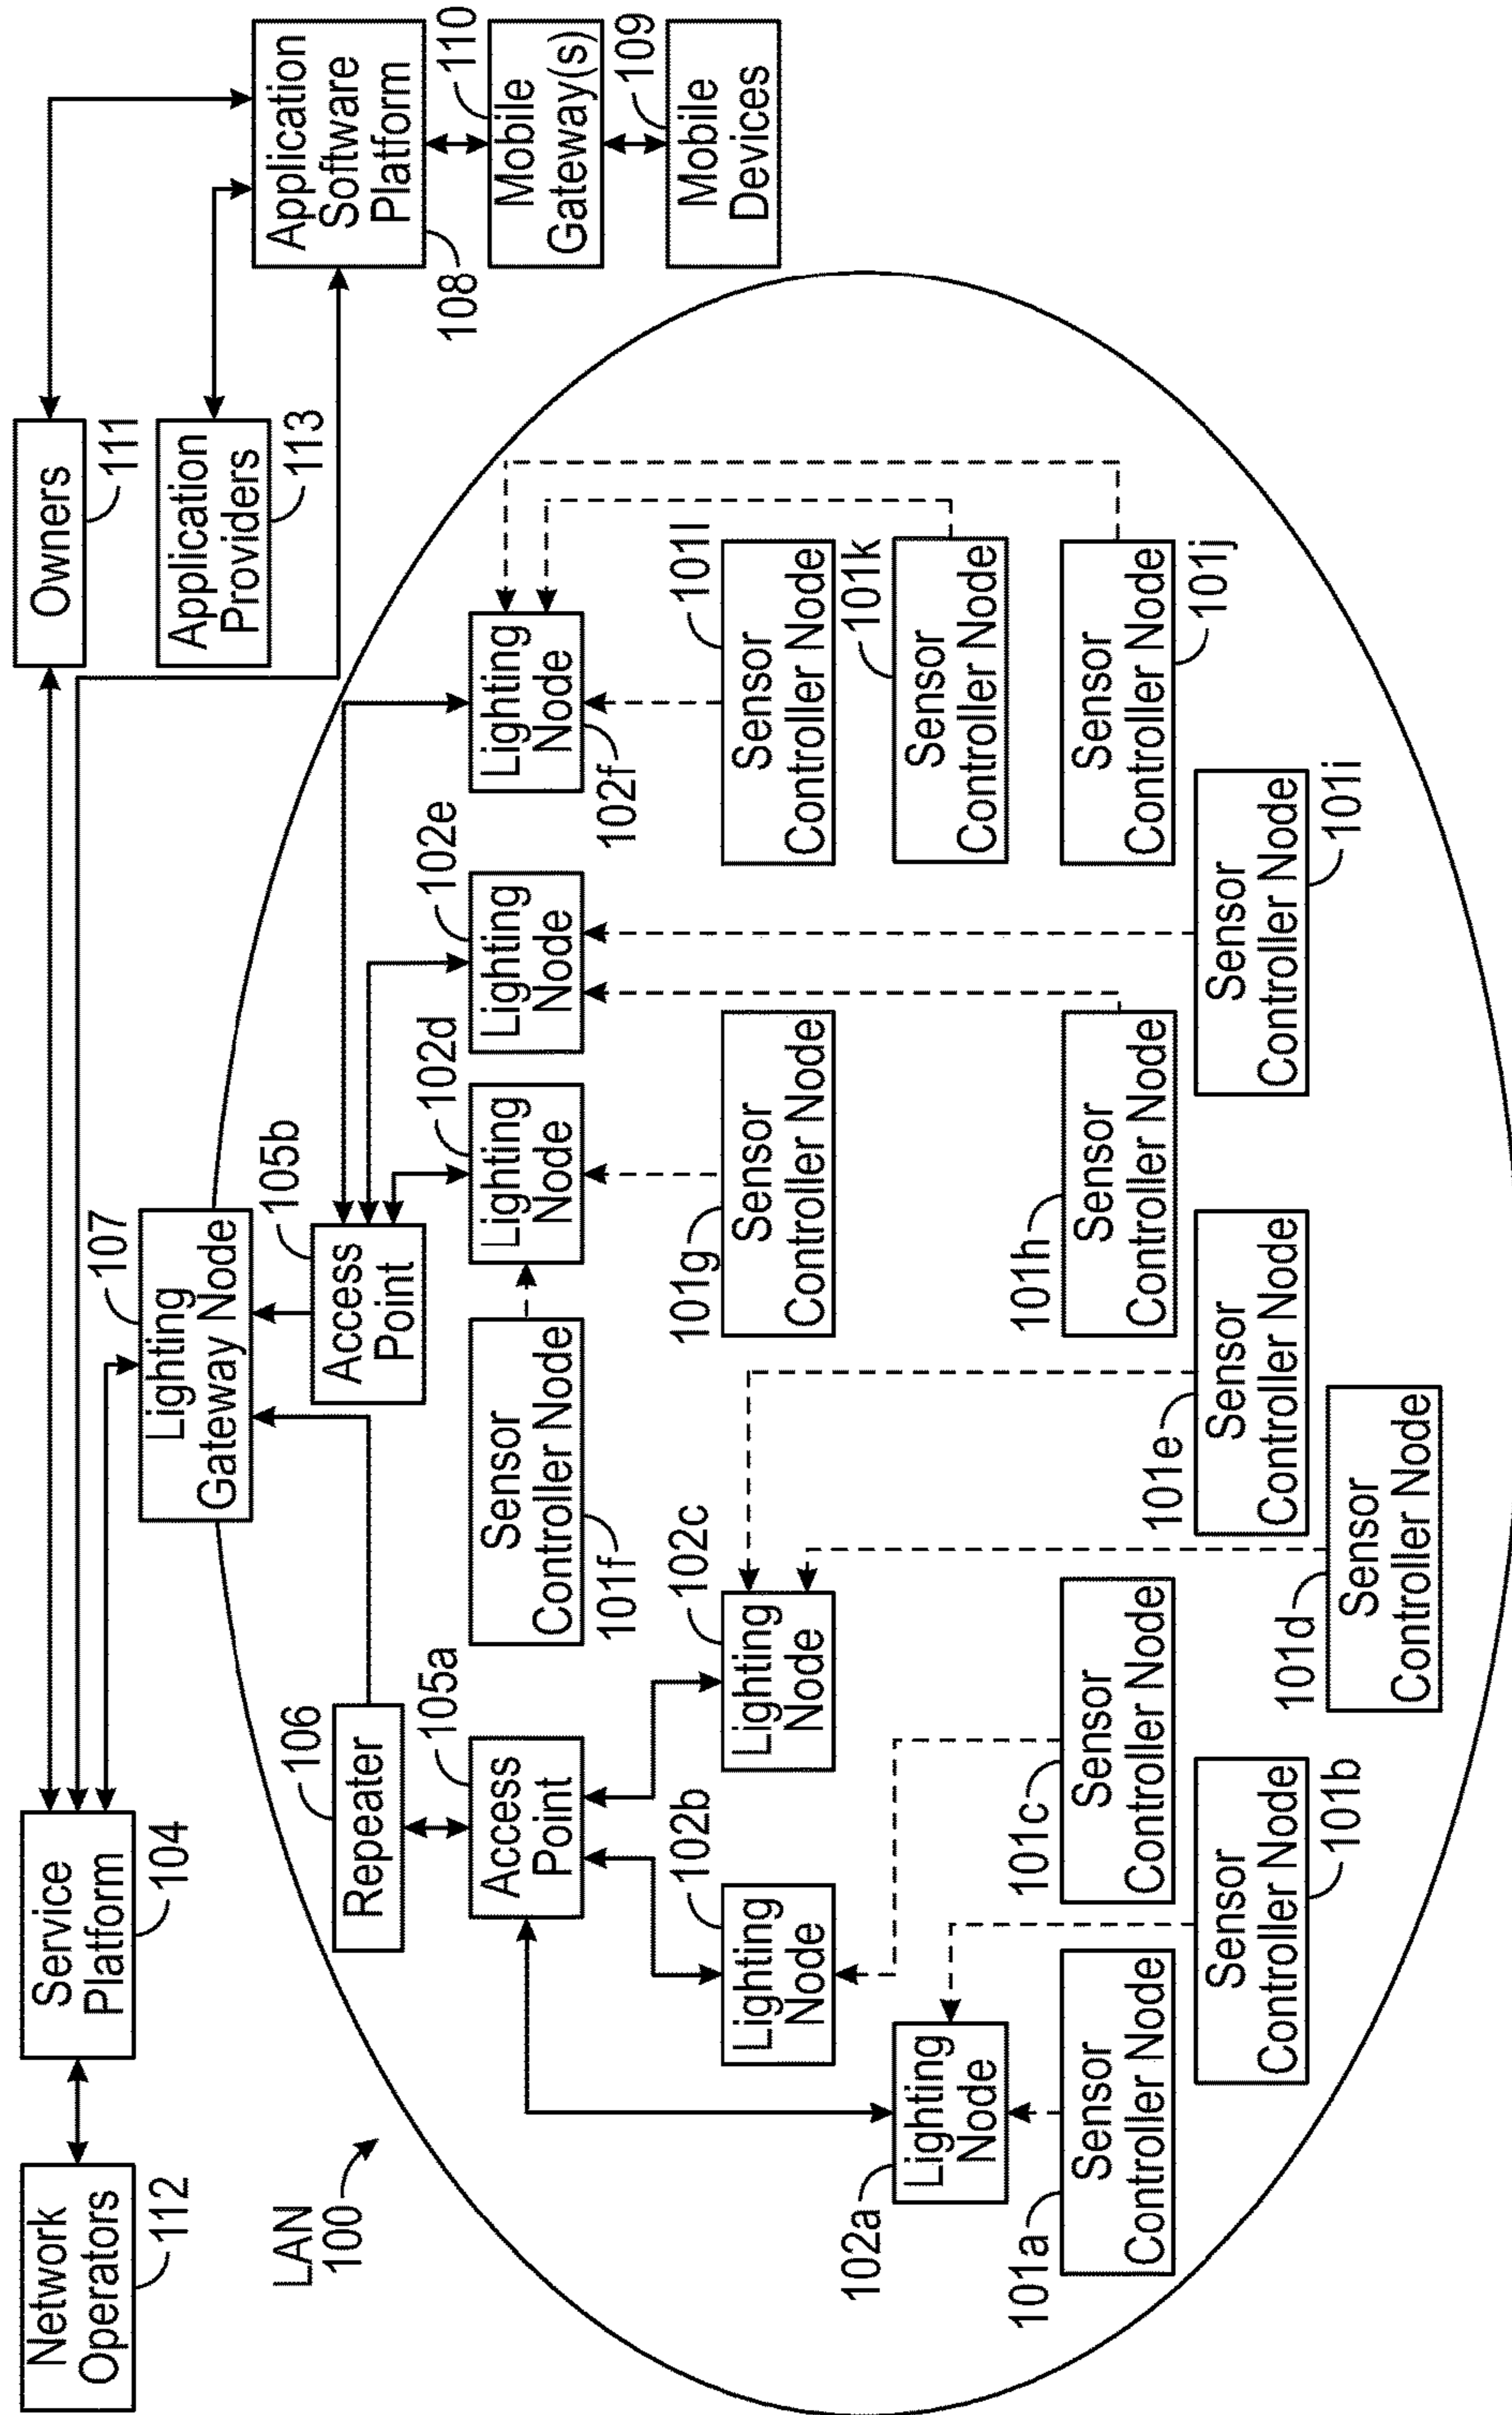 Network
Operators
112
Service
Platform
104
Owners
111
Application
Providers
113
Application
Software
Platform
108
Mobile
Gateway(s)
110
Mobile
Devices
109
LAN
100
Lighting
Gateway Node
107
Repeater
106
Access
Point
105a
Access
Point
105b
Lighting
Node
102a
Lighting
Node
102b
Lighting
Node
102c
Lighting
Node
102d
Lighting
Node
102e
Lighting
Node
102f
Sensor
Controller Node
101a
Sensor
Controller Node
101b
Sensor
Controller Node
101c
Sensor
Controller Node
101d
Sensor
Controller Node
101e
Sensor
Controller Node
101f
Sensor
Controller Node
101g
Sensor
Controller Node
101h
Sensor
Controller Node
101i
Sensor
Controller Node
101j
Sensor
Controller Node
101k
Sensor
Controller Node
101l